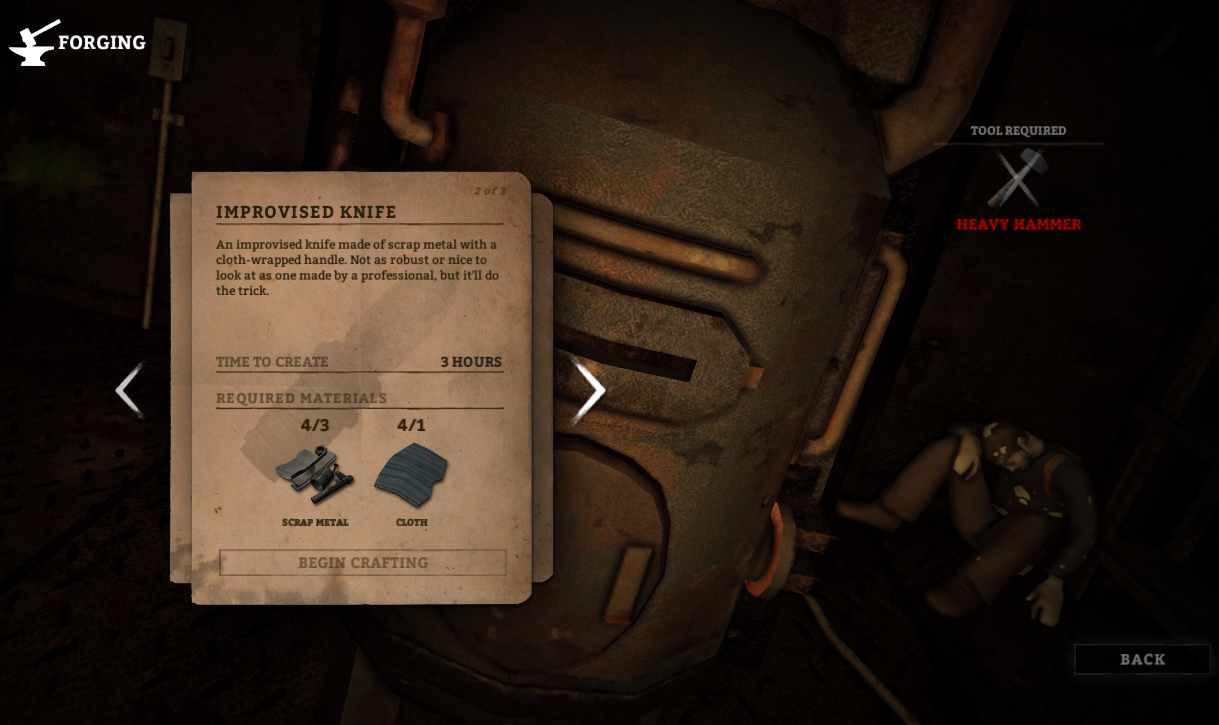 FORGING
TOOL REQUIRED
HEAVY HAMMER
2 of 3
IMPROVISED KNIFE
An improvised knife made of scrap metal with a
cloth-wrapped handle. Not as robust or nice to
look at as one made by a professional, but it'll do
the trick.
TIME TO CREATE 3 HOURS
REQUIRED MATERIALS
4/3 4/1
SCRAP METAL CLOTH
BEGIN CRAFTING
BACK